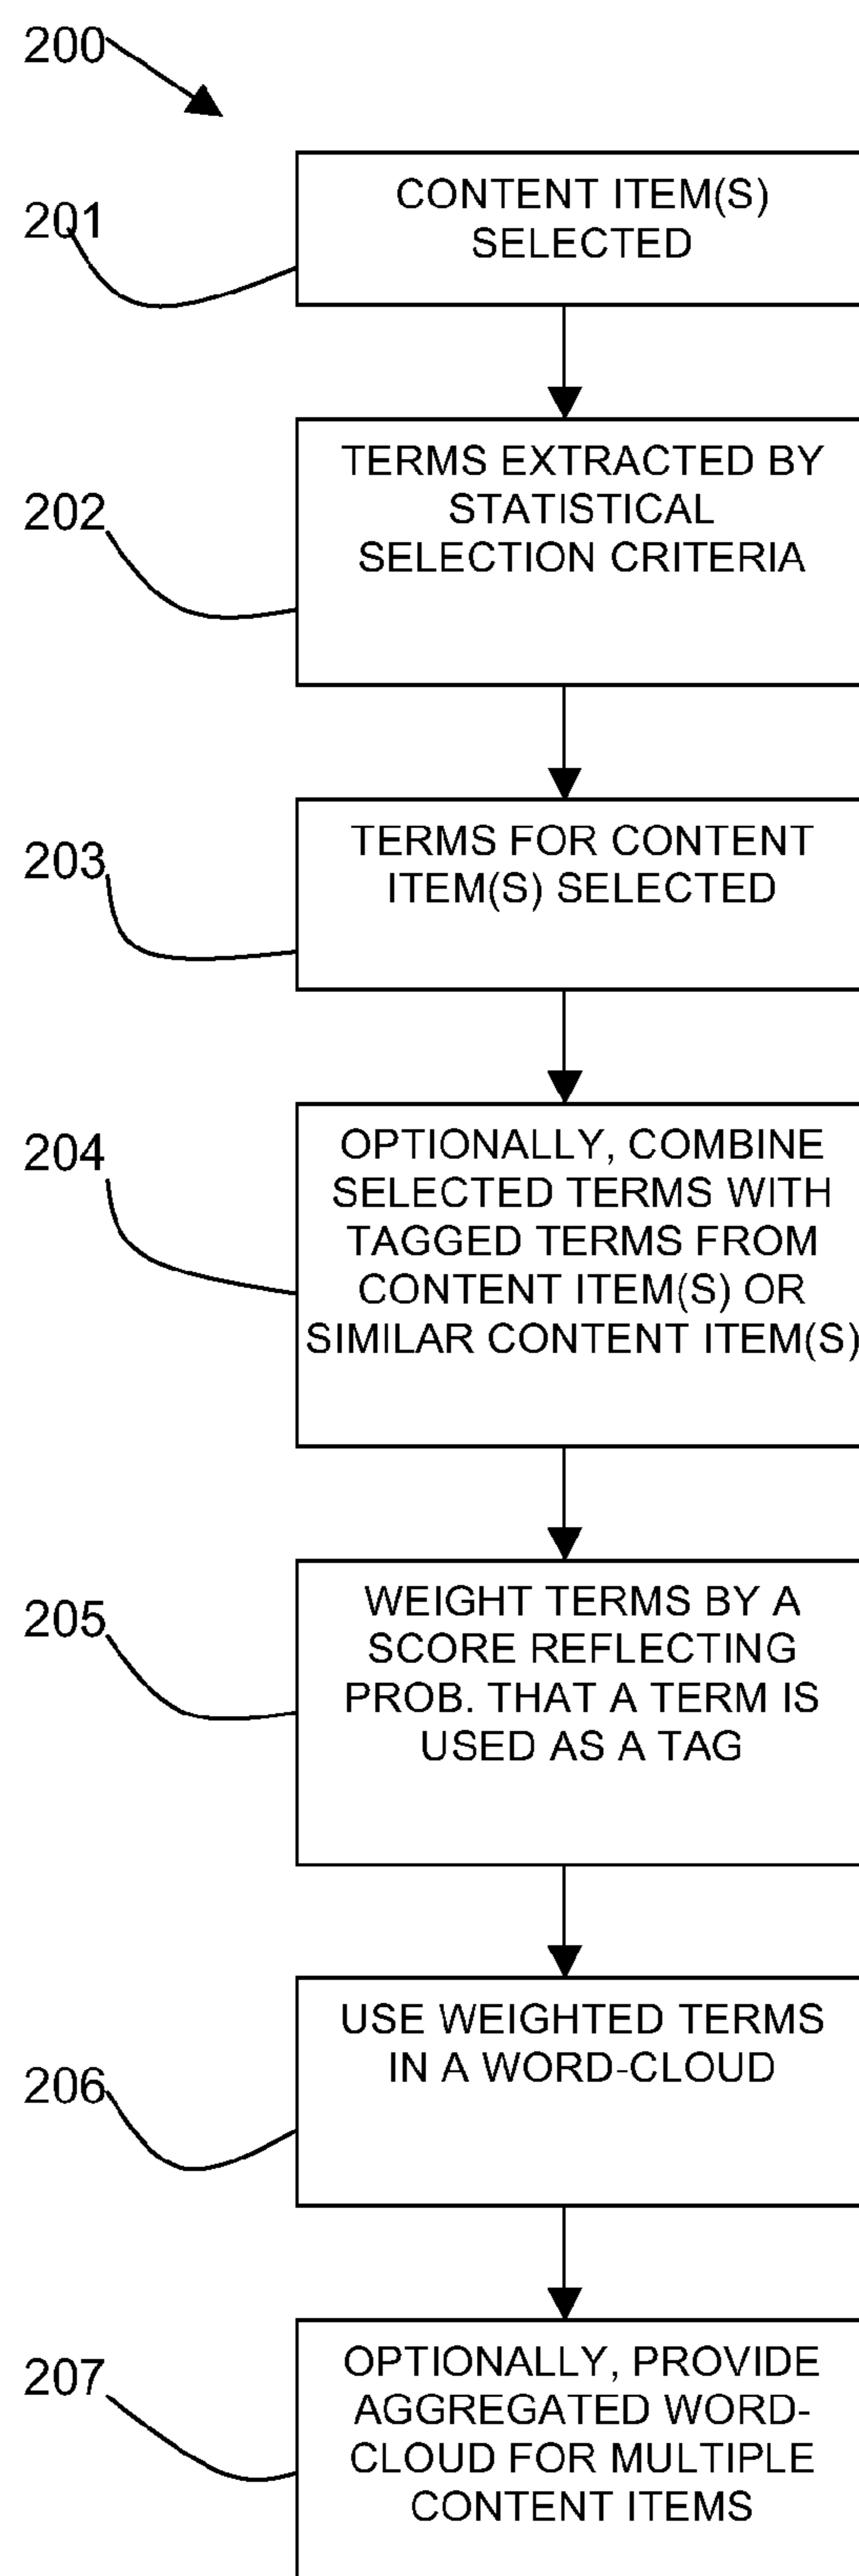 200
201
CONTENT ITEM(S)
SELECTED
202
TERMS EXTRACTED BY
STATISTICAL
SELECTION CRITERIA
203
TERMS FOR CONTENT
ITEM(S) SELECTED
204
OPTIONALLY, COMBINE
SELECTED TERMS WITH
TAGGED TERMS FROM
CONTENT ITEM(S) OR
SIMILAR CONTENT ITEM(S)
205
WEIGHT TERMS BY A
SCORE REFLECTING
PROB. THAT A TERM IS
USED AS A TAG
206
USE WEIGHTED TERMS
IN A WORD-CLOUD
207
OPTIONALLY, PROVIDE
AGGREGATED WORD-
CLOUD FOR MULTIPLE
CONTENT ITEMS